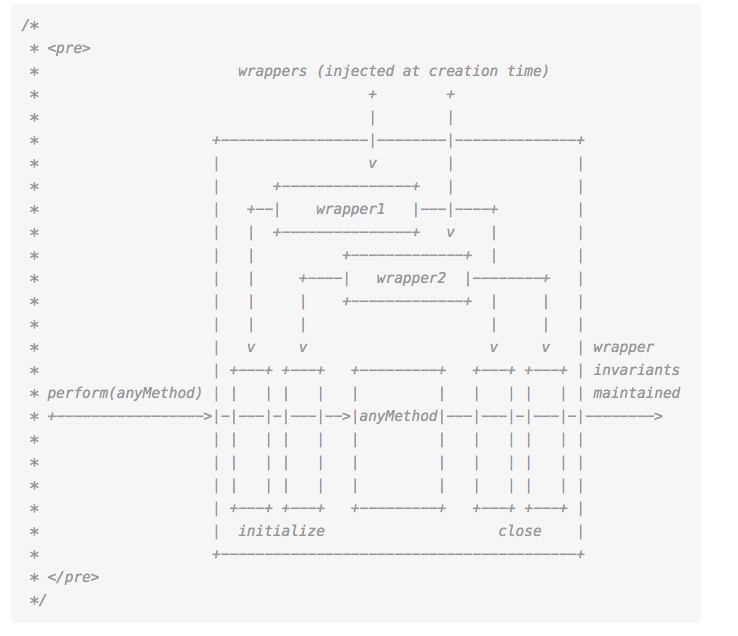 /*
 * <pre>
 *                       wrappers (injected at creation time)
 *                                      +        +
 *                                      |        |
 *                    +-----------------|--------|--------------+
 *                    |                 v        |              |
 *                    |      +---------------+   |              |
 *                    |   +--|    wrapper1   |---|----+         |
 *                    |   |  +---------------+   v    |         |
 *                    |   |          +-------------+  |         |
 *                    |   |     +----|   wrapper2  |--------+   |
 *                    |   |     |    +-------------+  |     |   |
 *                    |   |     |                     |     |   |
 *                    |   v     v                     v     v   | wrapper
 *                    | +---+ +---+   +---------+   +---+ +---+ | invariants
 * perform(anyMethod) | |   | |   |   |         |   |   | |   | | maintained
 * +----------------->|-|---|-|---|-->|anyMethod|---|---|-|---|-|-------->
 *                    | |   | |   |   |         |   |   | |   | |
 *                    | |   | |   |   |         |   |   | |   | |
 *                    | |   | |   |   |         |   |   | |   | |
 *                    | +---+ +---+   +---------+   +---+ +---+ |
 *                    |  initialize                    close    |
 *                    +-----------------------------------------+
 * </pre>
 */